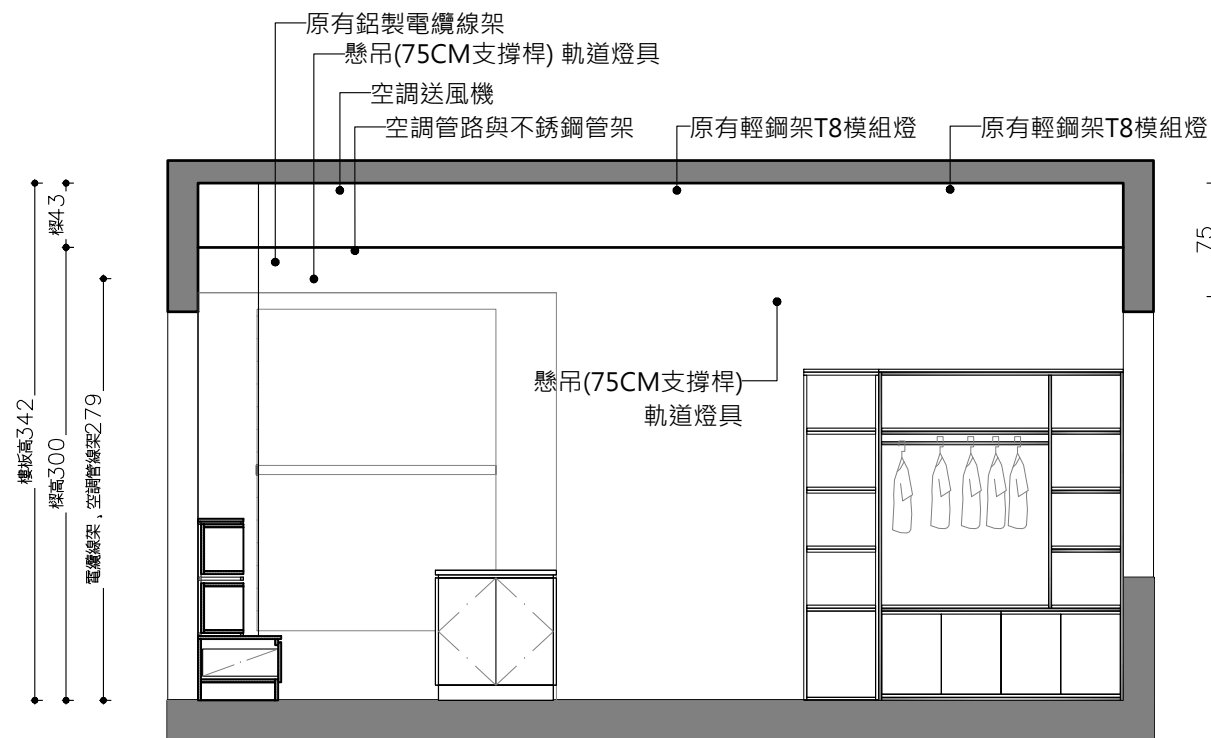 原有鋁製電纜線架
懸吊(75CM支撐桿) 軌道燈具
空調送風機
空調管路與不銹鋼管架
原有輕鋼架T8模組燈
原有輕鋼架T8模組燈
樑43
75
懸吊(75CM支撐桿)
軌道燈具
樓板高342
樑高300
電纜線架、空調管線架279